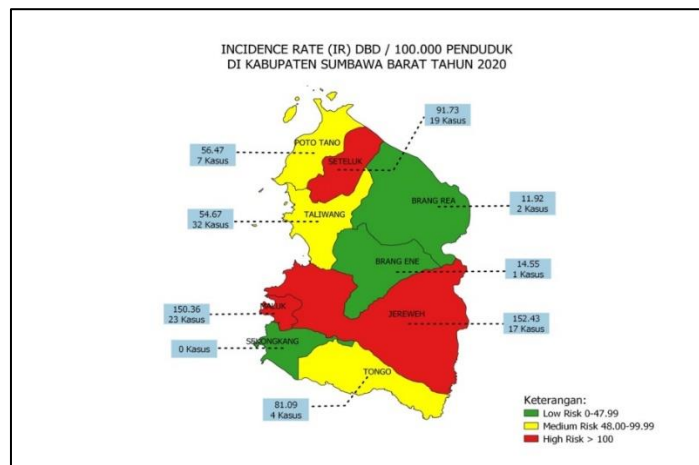 INCIDENCE RATE (IR) DBD / 100.000 PENDUDUK
DI KABUPATEN SUMBAWA BARAT TAHUN 2020
91.73
19 Kasus
POTO TANO
56.47
7 Kasus
SETELUK
BRANG REA
11.92
2 Kasus
54.67
32 Kasus
TALIWANG
BRANG ENE
14.55
1 Kasus
150.36
23 Kasus
MALUK
JEREWEH
152.43
17 Kasus
0 Kasus
SEKONGKANG
TONGO
81.09
4 Kasus
Keterangan:
Low Risk 0-47.99
Medium Risk 48.00-99.99
High Risk > 100